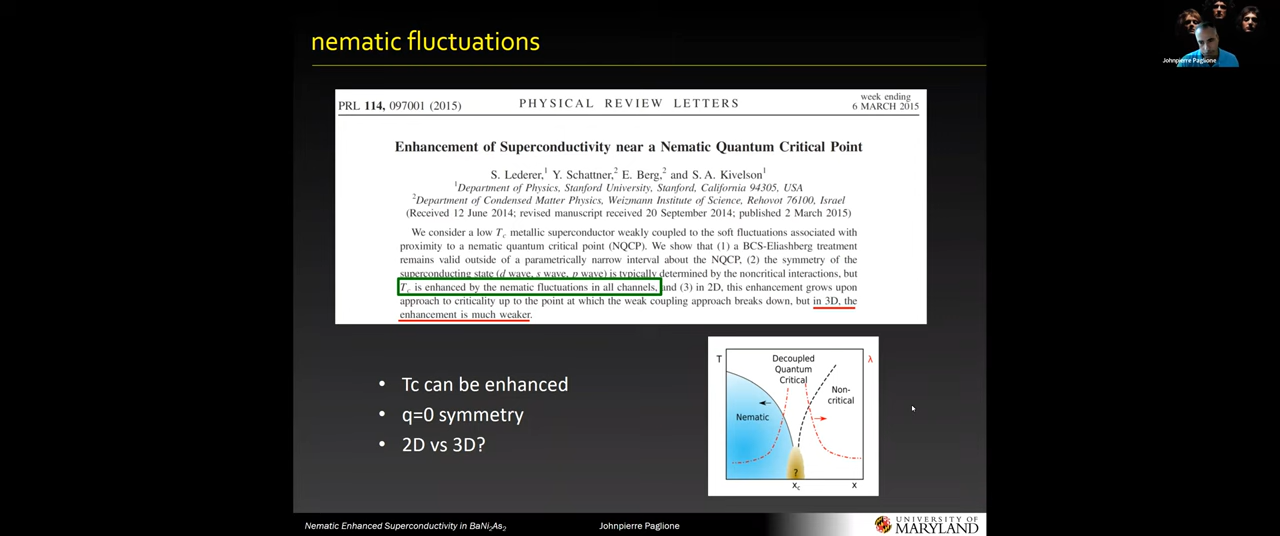 nematic fluctuations
Johnpierre Paglione
PRL 114, 097001 (2015)
PHYSICAL REVIEW LETTERS
week ending
6 MARCH 2015
Enhancement of Superconductivity near a Nematic Quantum Critical Point
S. Lederer,¹ Y. Schattner,² E. Berg,² and S. A. Kivelson¹
¹Department of Physics, Stanford University, Stanford, California 94305, USA
²Department of Condensed Matter Physics, Weizmann Institute of Science, Rehovot 76100, Israel
(Received 12 June 2014; revised manuscript received 20 September 2014; published 2 March 2015)
We consider a low Tc metallic superconductor weakly coupled to the soft fluctuations associated with
proximity to a nematic quantum critical point (NQCP). We show that (1) a BCS-Eliashberg treatment
remains valid outside of a parametrically narrow interval about the NQCP, (2) the symmetry of the
superconducting state (d wave, s wave, p wave) is typically determined by the noncritical interactions, but
Tc is enhanced by the nematic fluctuations in all channels, and (3) in 2D, this enhancement grows upon
approach to criticality up to the point at which the weak coupling approach breaks down, but in 3D, the
enhancement is much weaker.
• Tc can be enhanced
• q=0 symmetry
• 2D vs 3D?
T
Decoupled
Quantum
Critical
λ
Non-
critical
Nematic
?
xc
x
Nematic Enhanced Superconductivity in BaNi₂As₂
Johnpierre Paglione
UNIVERSITY OF
MARYLAND